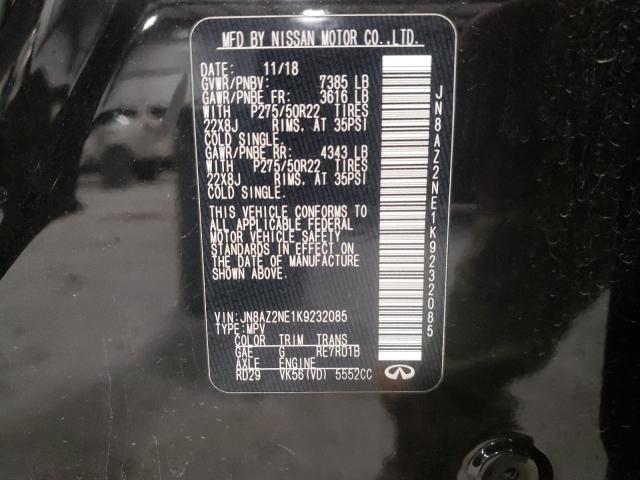 MFD BY NISSAN MOTOR CO.,LTD.
DATE: 11/18
GVWR/PNBV: 7385 LB
GAWR/PNBE FR: 3616 LB
WITH P275/50R22 TIRES
22X8J RIMS. AT 35PSI
COLD SINGLE.
GAWR/PNBE RR: 4343 LB
WITH P275/50R22 TIRES
22X8J RIMS. AT 35PSI
COLD SINGLE.
THIS VEHICLE CONFORMS TO
ALL APPLICABLE FEDERAL
MOTOR VEHICLE SAFETY
STANDARDS IN EFFECT ON
THE DATE OF MANUFACTURE
SHOWN ABOVE.
VIN:JN8AZ2NE1K9232085
TYPE:MPV
COLOR TRIM TRANS
GAE G RE7R01B
AXLE ENGINE
RD29 VK56(VD) 5552CC
JN8AZ2NE1K9232085